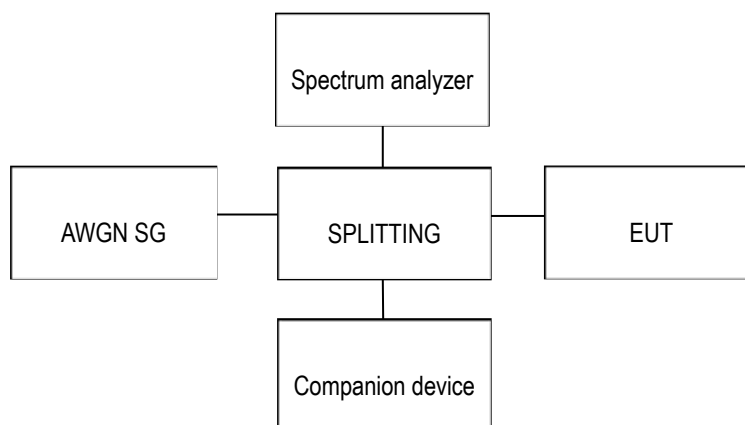 Spectrum analyzer
AWGN SG
SPLITTING
EUT
Companion device